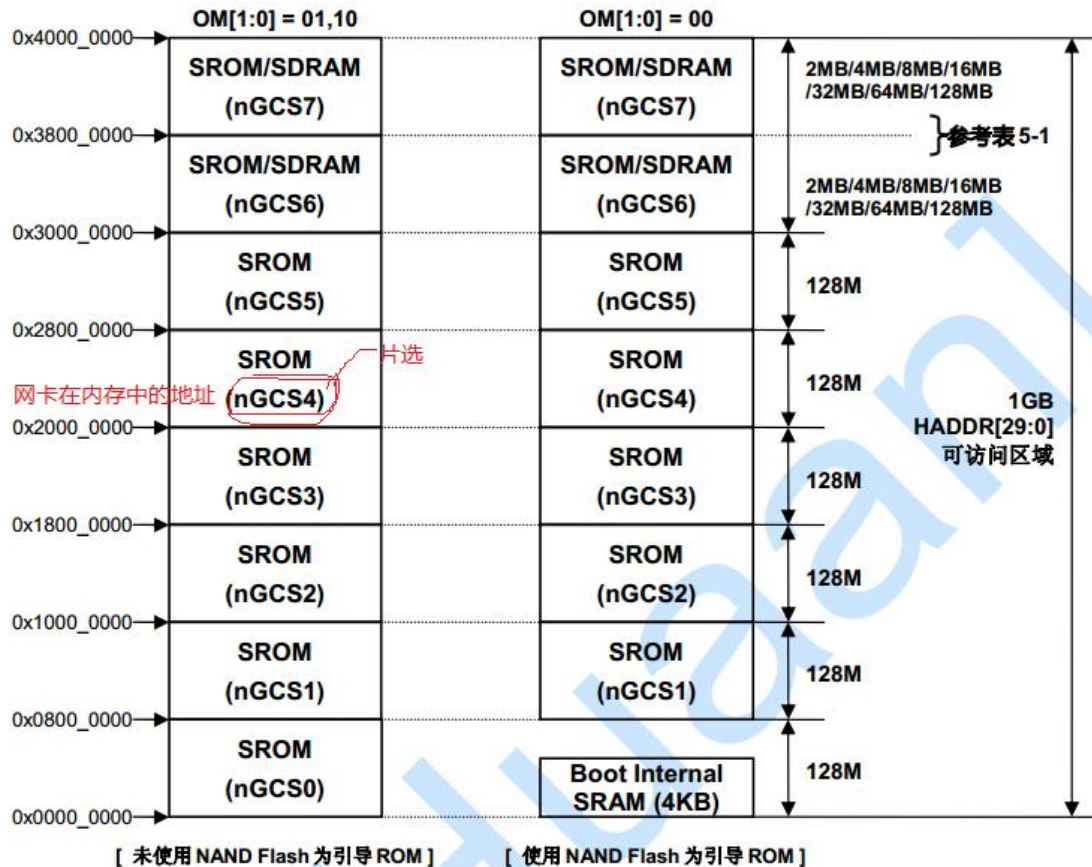 OM[1:0] = 01,10
OM[1:0] = 00
0x4000_0000
SROM/SDRAM
(nGCS7)
SROM/SDRAM
(nGCS7)
2MB/4MB/8MB/16MB
/32MB/64MB/128MB
0x3800_0000
参考表 5-1
SROM/SDRAM
(nGCS6)
SROM/SDRAM
(nGCS6)
2MB/4MB/8MB/16MB
/32MB/64MB/128MB
0x3000_0000
SROM
(nGCS5)
SROM
(nGCS5)
128M
0x2800_0000
片选
网卡在内存中的地址
SROM
(nGCS4)
SROM
(nGCS4)
128M
1GB
HADDR[29:0]
可访问区域
0x2000_0000
SROM
(nGCS3)
SROM
(nGCS3)
128M
0x1800_0000
SROM
(nGCS2)
SROM
(nGCS2)
128M
0x1000_0000
SROM
(nGCS1)
SROM
(nGCS1)
128M
0x0800_0000
SROM
(nGCS0)
Boot Internal
SRAM (4KB)
128M
0x0000_0000
[ 未使用 NAND Flash 为引导 ROM ]
[ 使用 NAND Flash 为引导 ROM ]